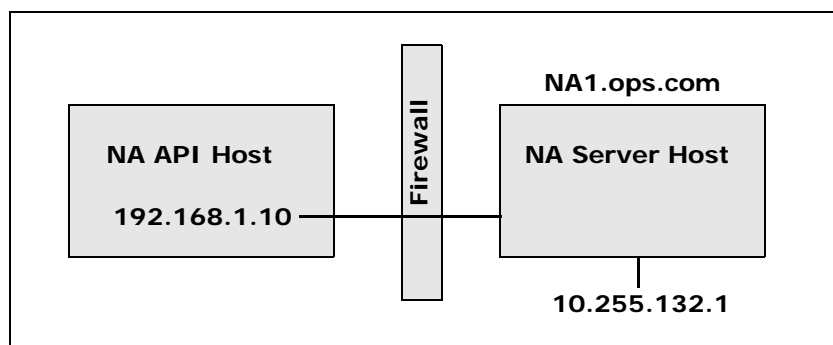 NA1.ops.com
NA API Host
Firewall
NA Server Host
192.168.1.10
10.255.132.1